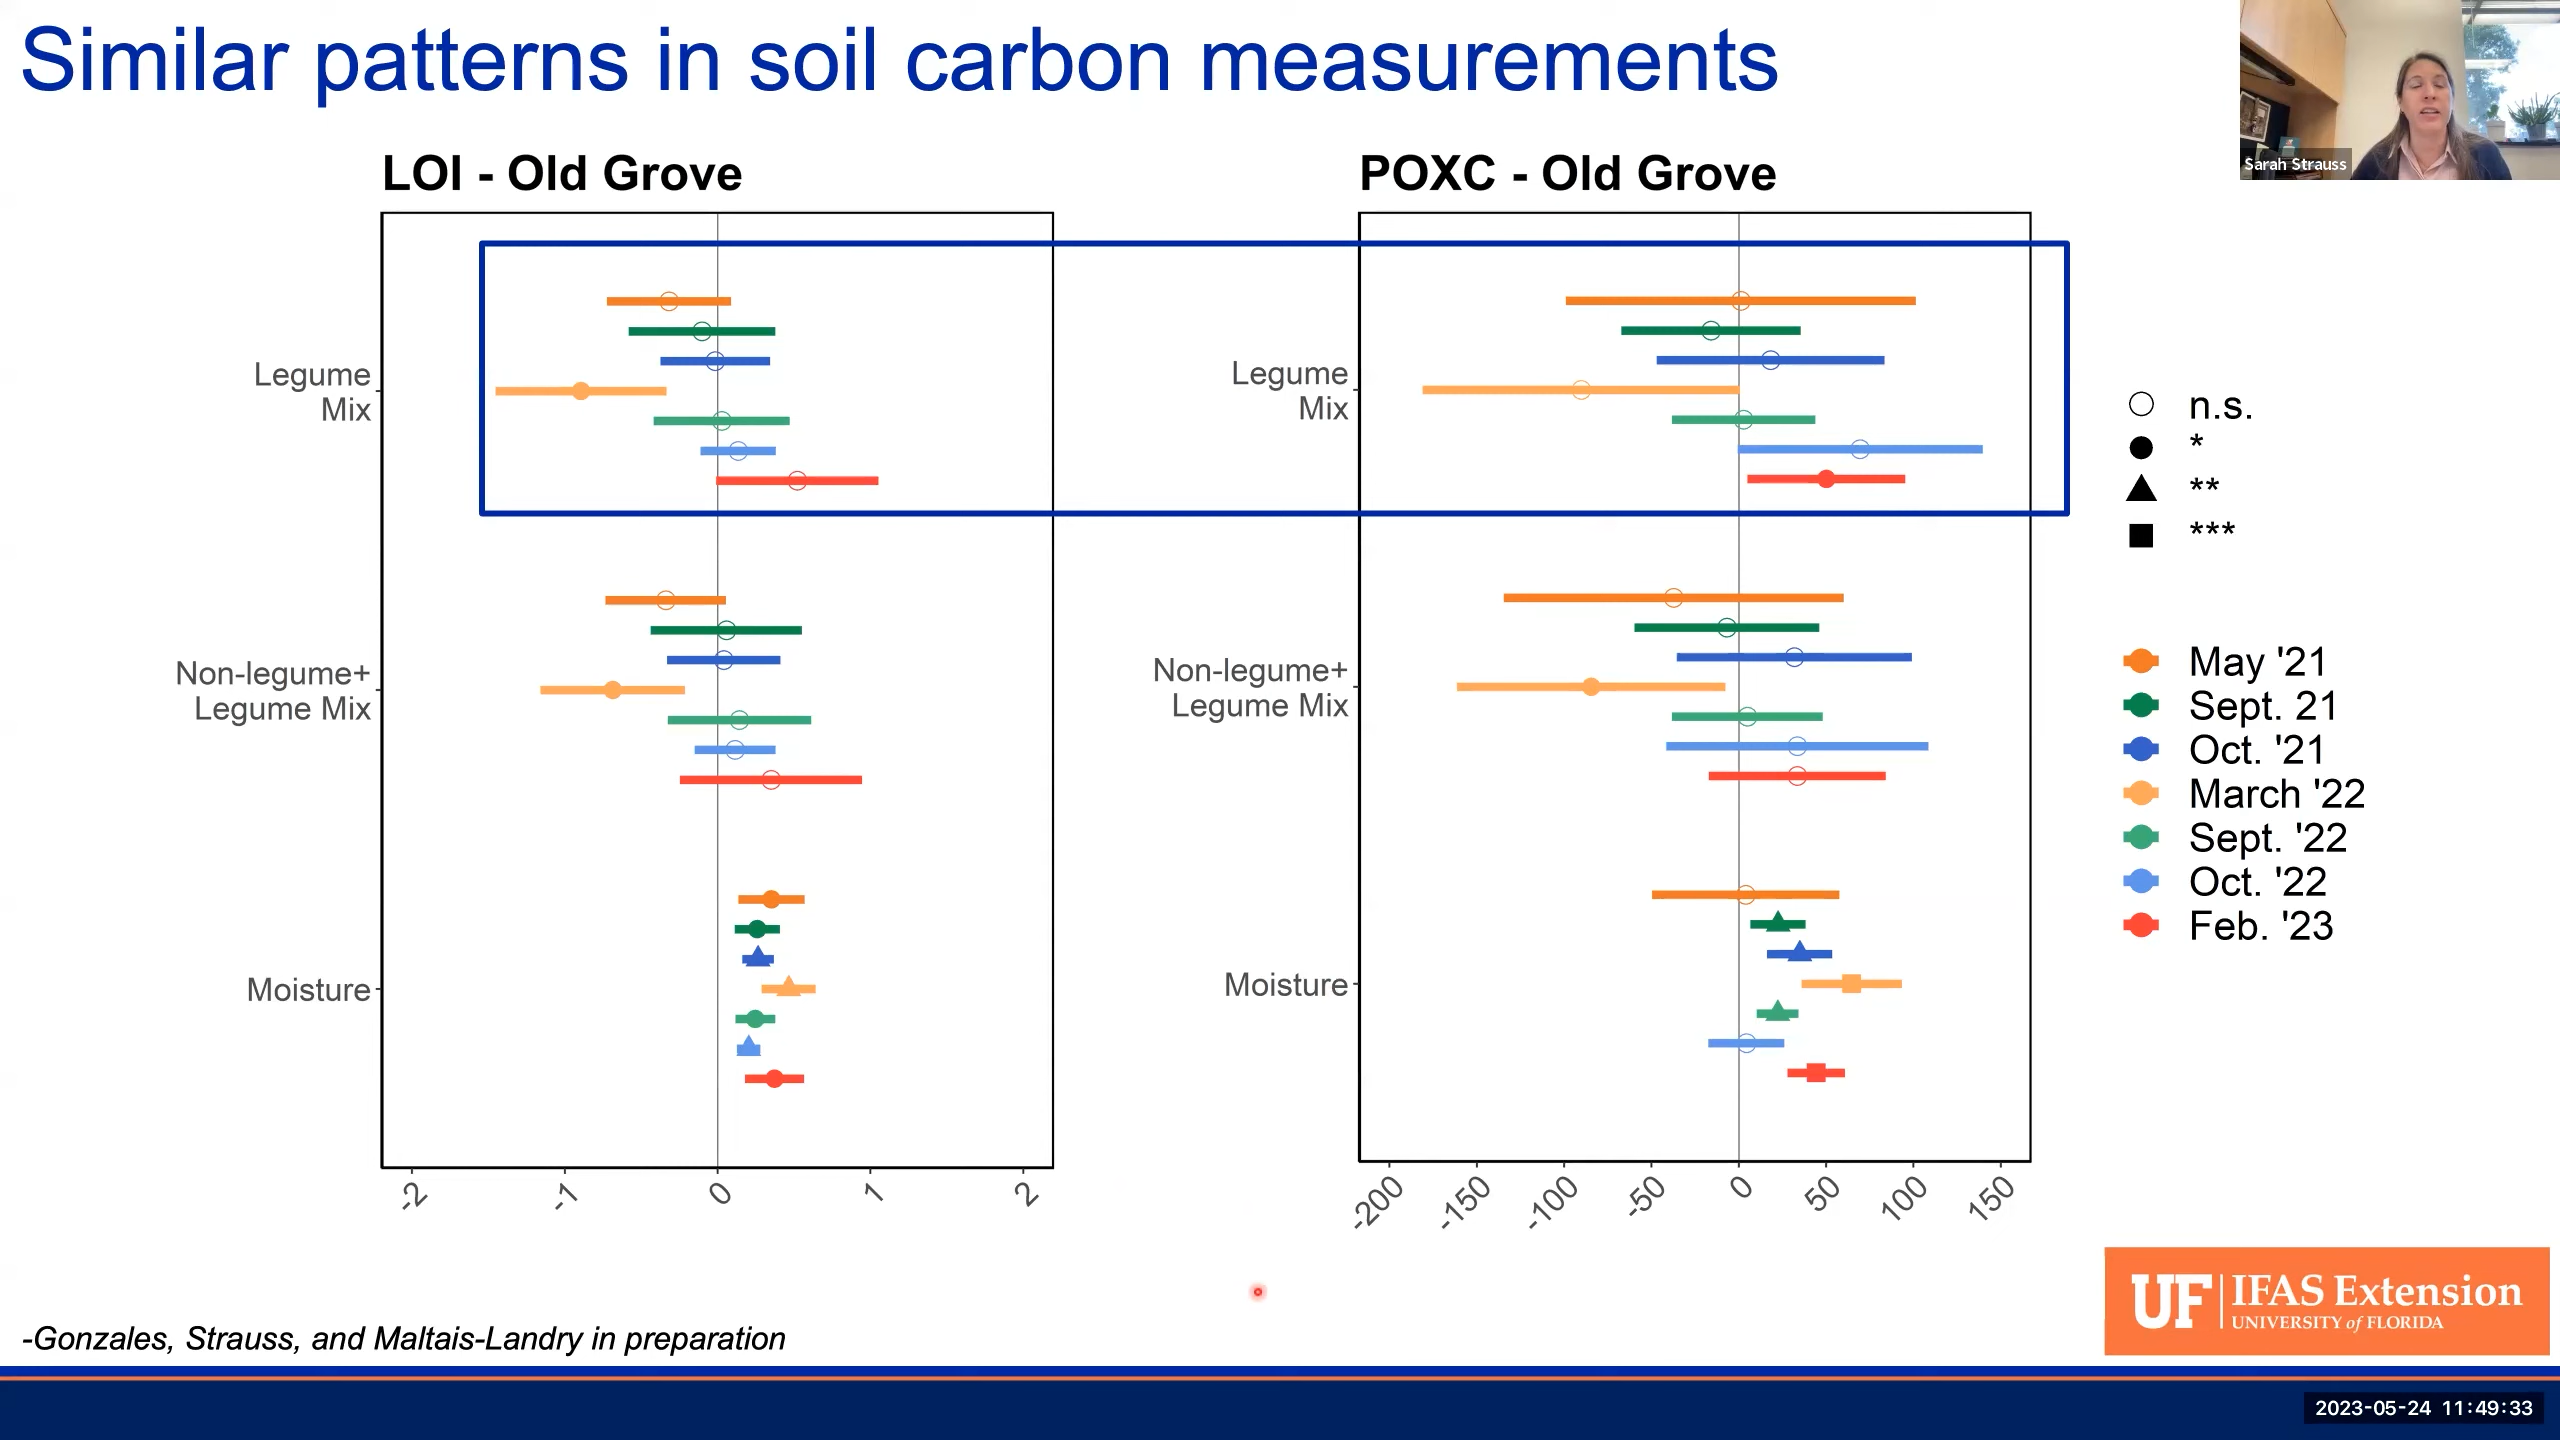 Similar patterns in soil carbon measurements
Sarah Strauss
LOI - Old Grove
Legume
Mix
Non-legume+
Legume Mix
Moisture
-2
-1
0
1
2
POXC - Old Grove
Legume
Mix
Non-legume+
Legume Mix
Moisture
-200
-150
-100
-50
0
50
100
150
n.s.
*
**
***
May '21
Sept. 21
Oct. '21
March '22
Sept. '22
Oct. '22
Feb. '23
UF IFAS Extension
UNIVERSITY of FLORIDA
-Gonzales, Strauss, and Maltais-Landry in preparation
2023-05-24 11:49:33